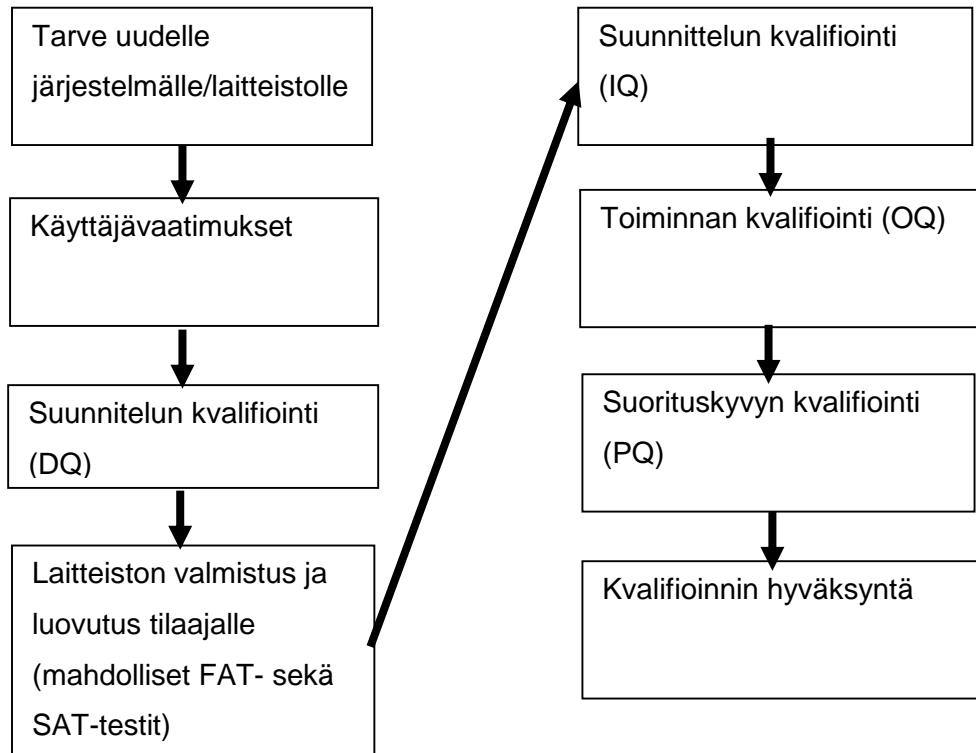 Tarve uudelle
järjestelmälle/laitteistolle
Käyttäjävaatimukset
Suunnitelun kvalifiointi
(DQ)
Laitteiston valmistus ja
luovutus tilaajalle
(mahdolliset FAT- sekä
SAT-testit)
Suunnittelun kvalifiointi
(IQ)
Toiminnan kvalifiointi (OQ)
Suorituskyvyn kvalifiointi
(PQ)
Kvalifioinnin hyväksyntä